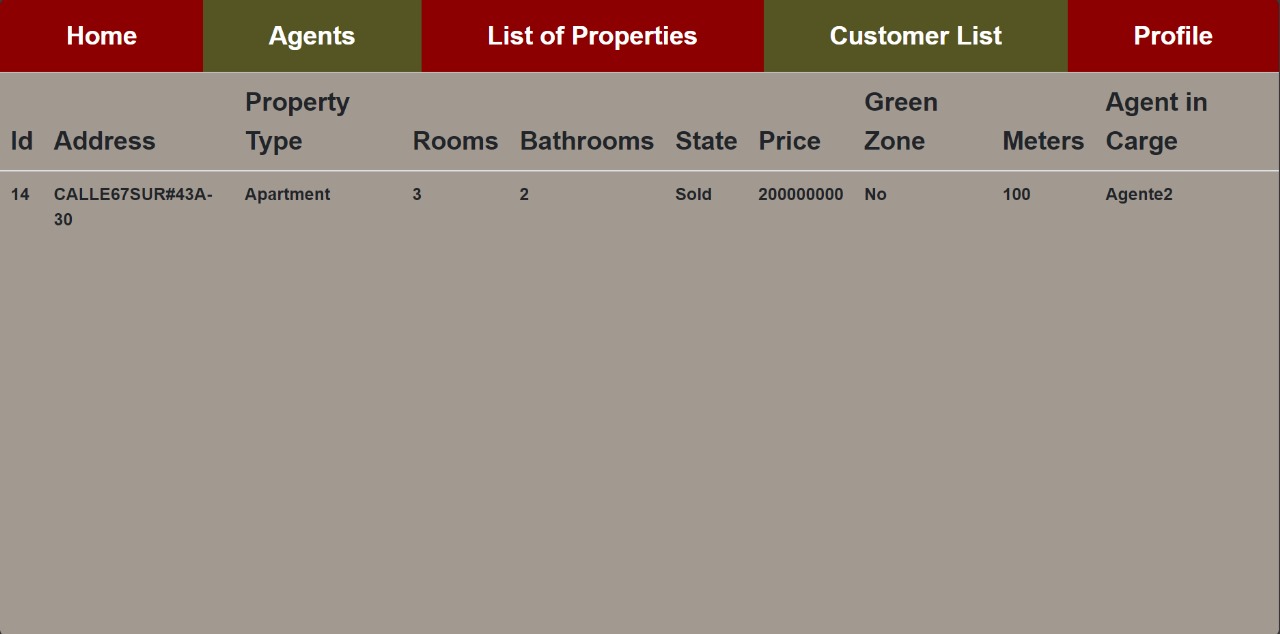 Home Agents List of Properties Customer List Profile
Id Address Property Type Rooms Bathrooms State Price Green Zone Meters Agent in Carge
14 CALLE67SUR#43A- Apartment 3 2 Sold 200000000 No 100 Agente2
30